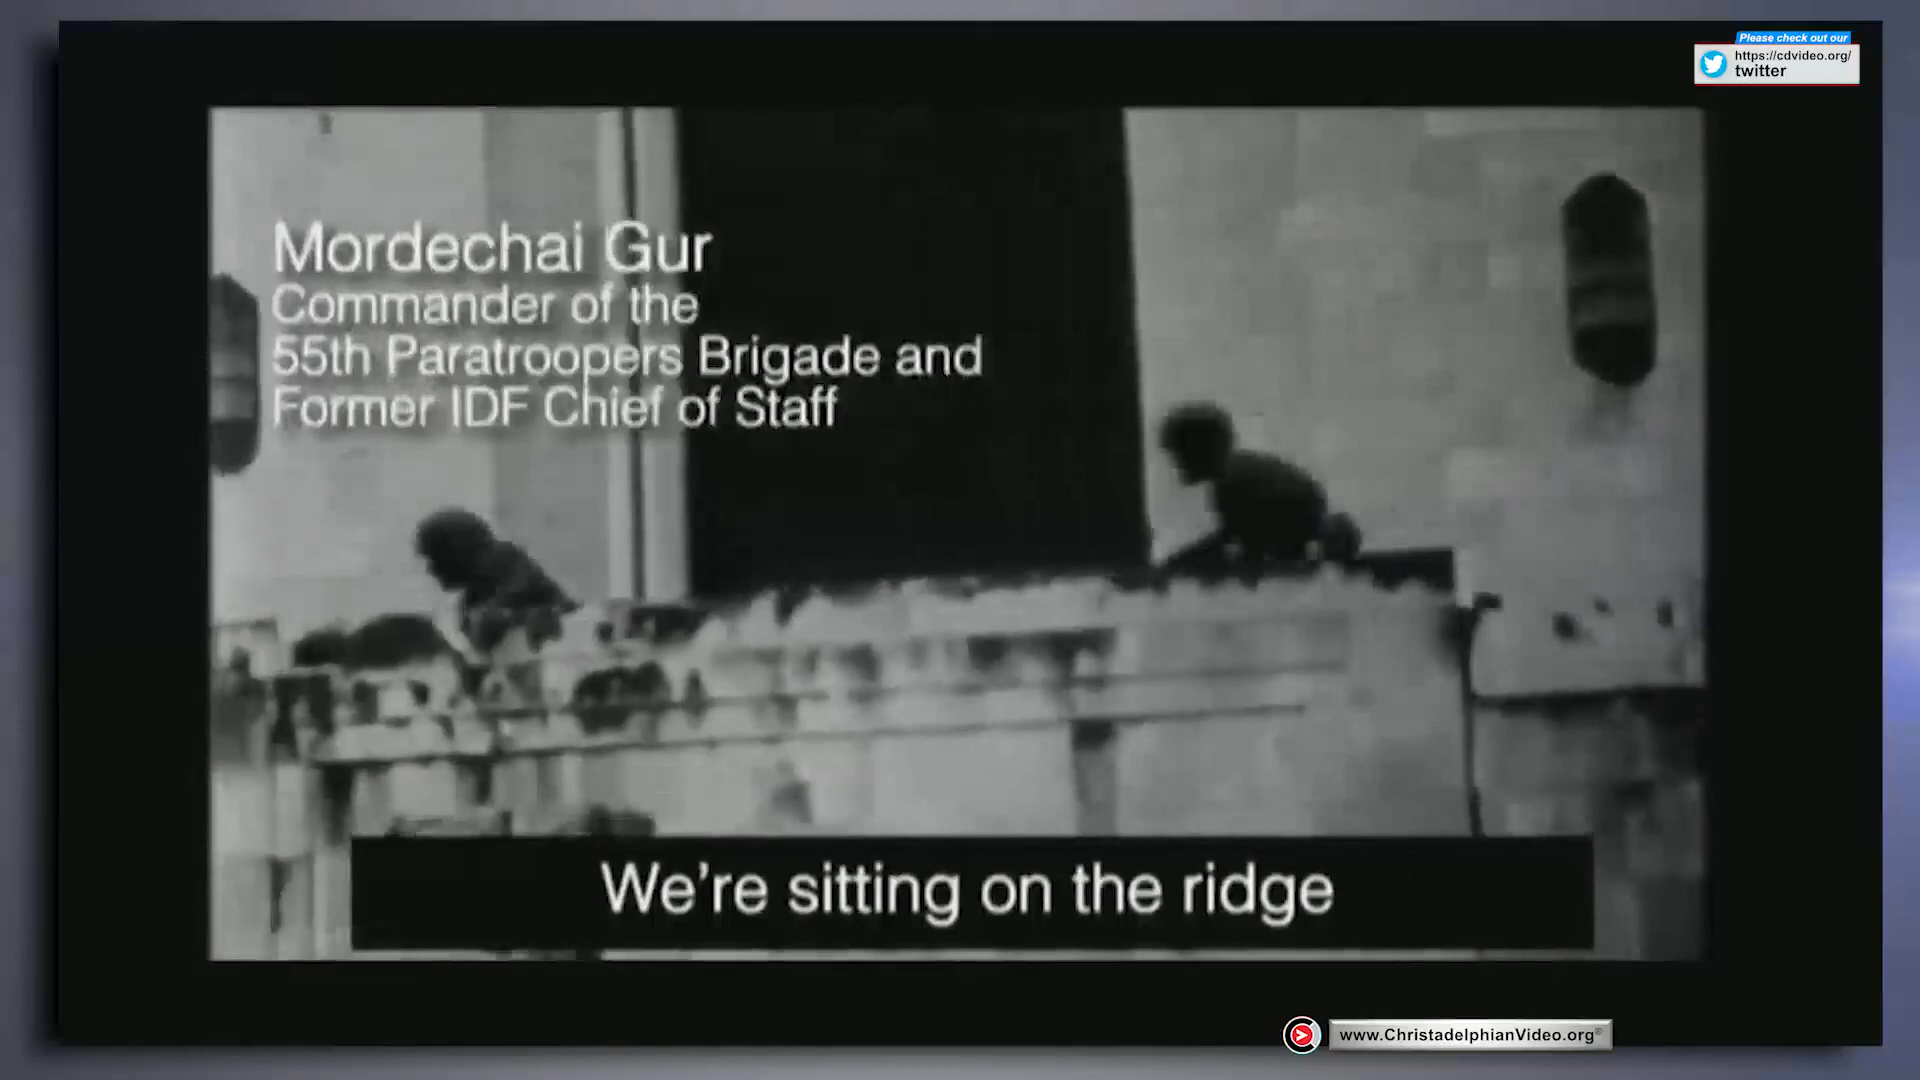 Please check out our
https://cdvideo.org/
twitter
Mordechai Gur
Commander of the
55th Paratroopers Brigade and
Former IDF Chief of Staff
We're sitting on the ridge
www.ChristadelphianVideo.org®